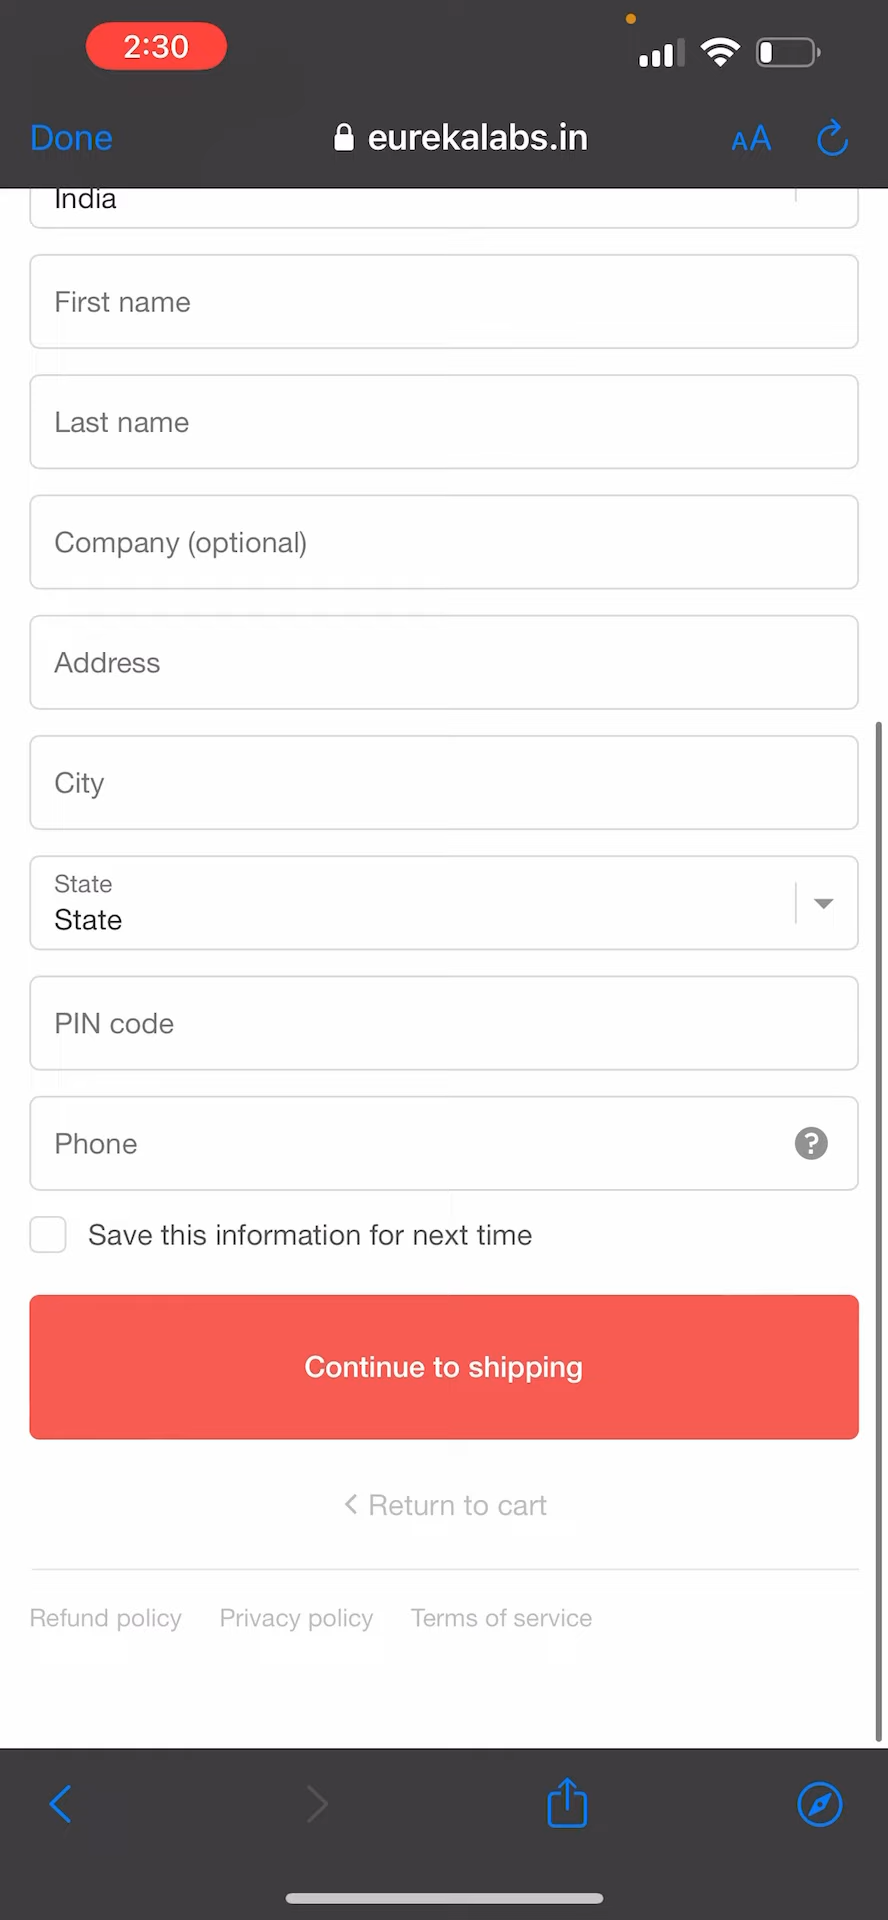 2:30
Done
eurekalabs.in
AA
India
First name
Last name
Company (optional)
Address
City
State
State
PIN code
Phone
?
Save this information for next time
Continue to shipping
Return to cart
Refund policy Privacy policy Terms of service